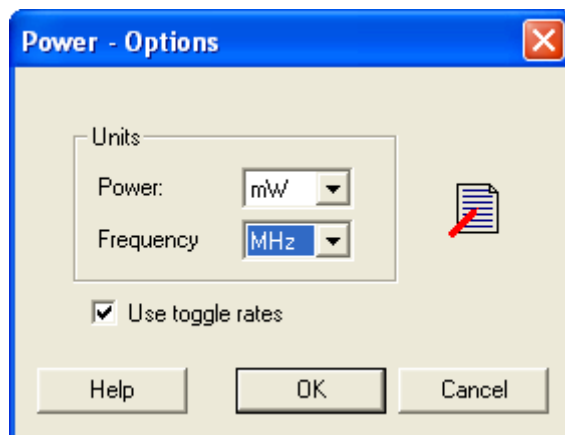 Power - Options
Units
Power: mW
Frequency MHz
Use toggle rates
Help OK Cancel